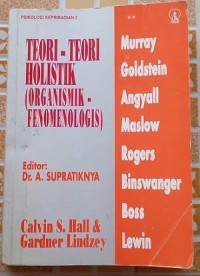 PSIKOLOGI KEPRIBADIAN 2
TEORI - TEORI
HOLISTIK
(ORGANISMIK -
FENOMENOLOGIS)
Editor:
Dr. A. SUPRATIKNYA
Calvin S. Hall &
Gardner Lindzey
Murray
Goldstein
Angyall
Maslow
Rogers
Binswanger
Boss
Lewin